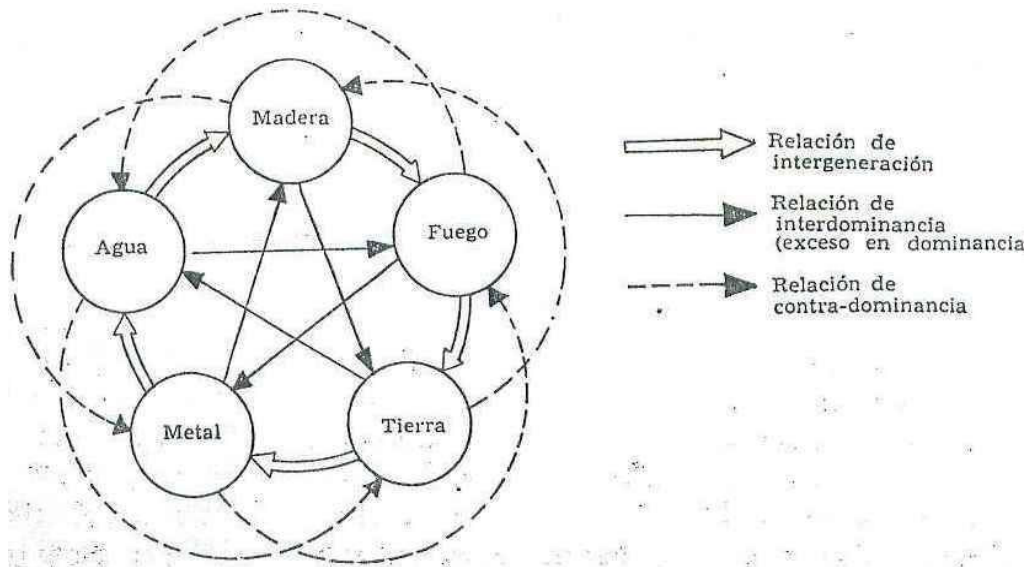 Madera
Fuego
Agua
Metal
Tierra
Relación de
intergeneración
Relación de
interdominancia
(exceso en dominancia
Relación de
contra-dominancia